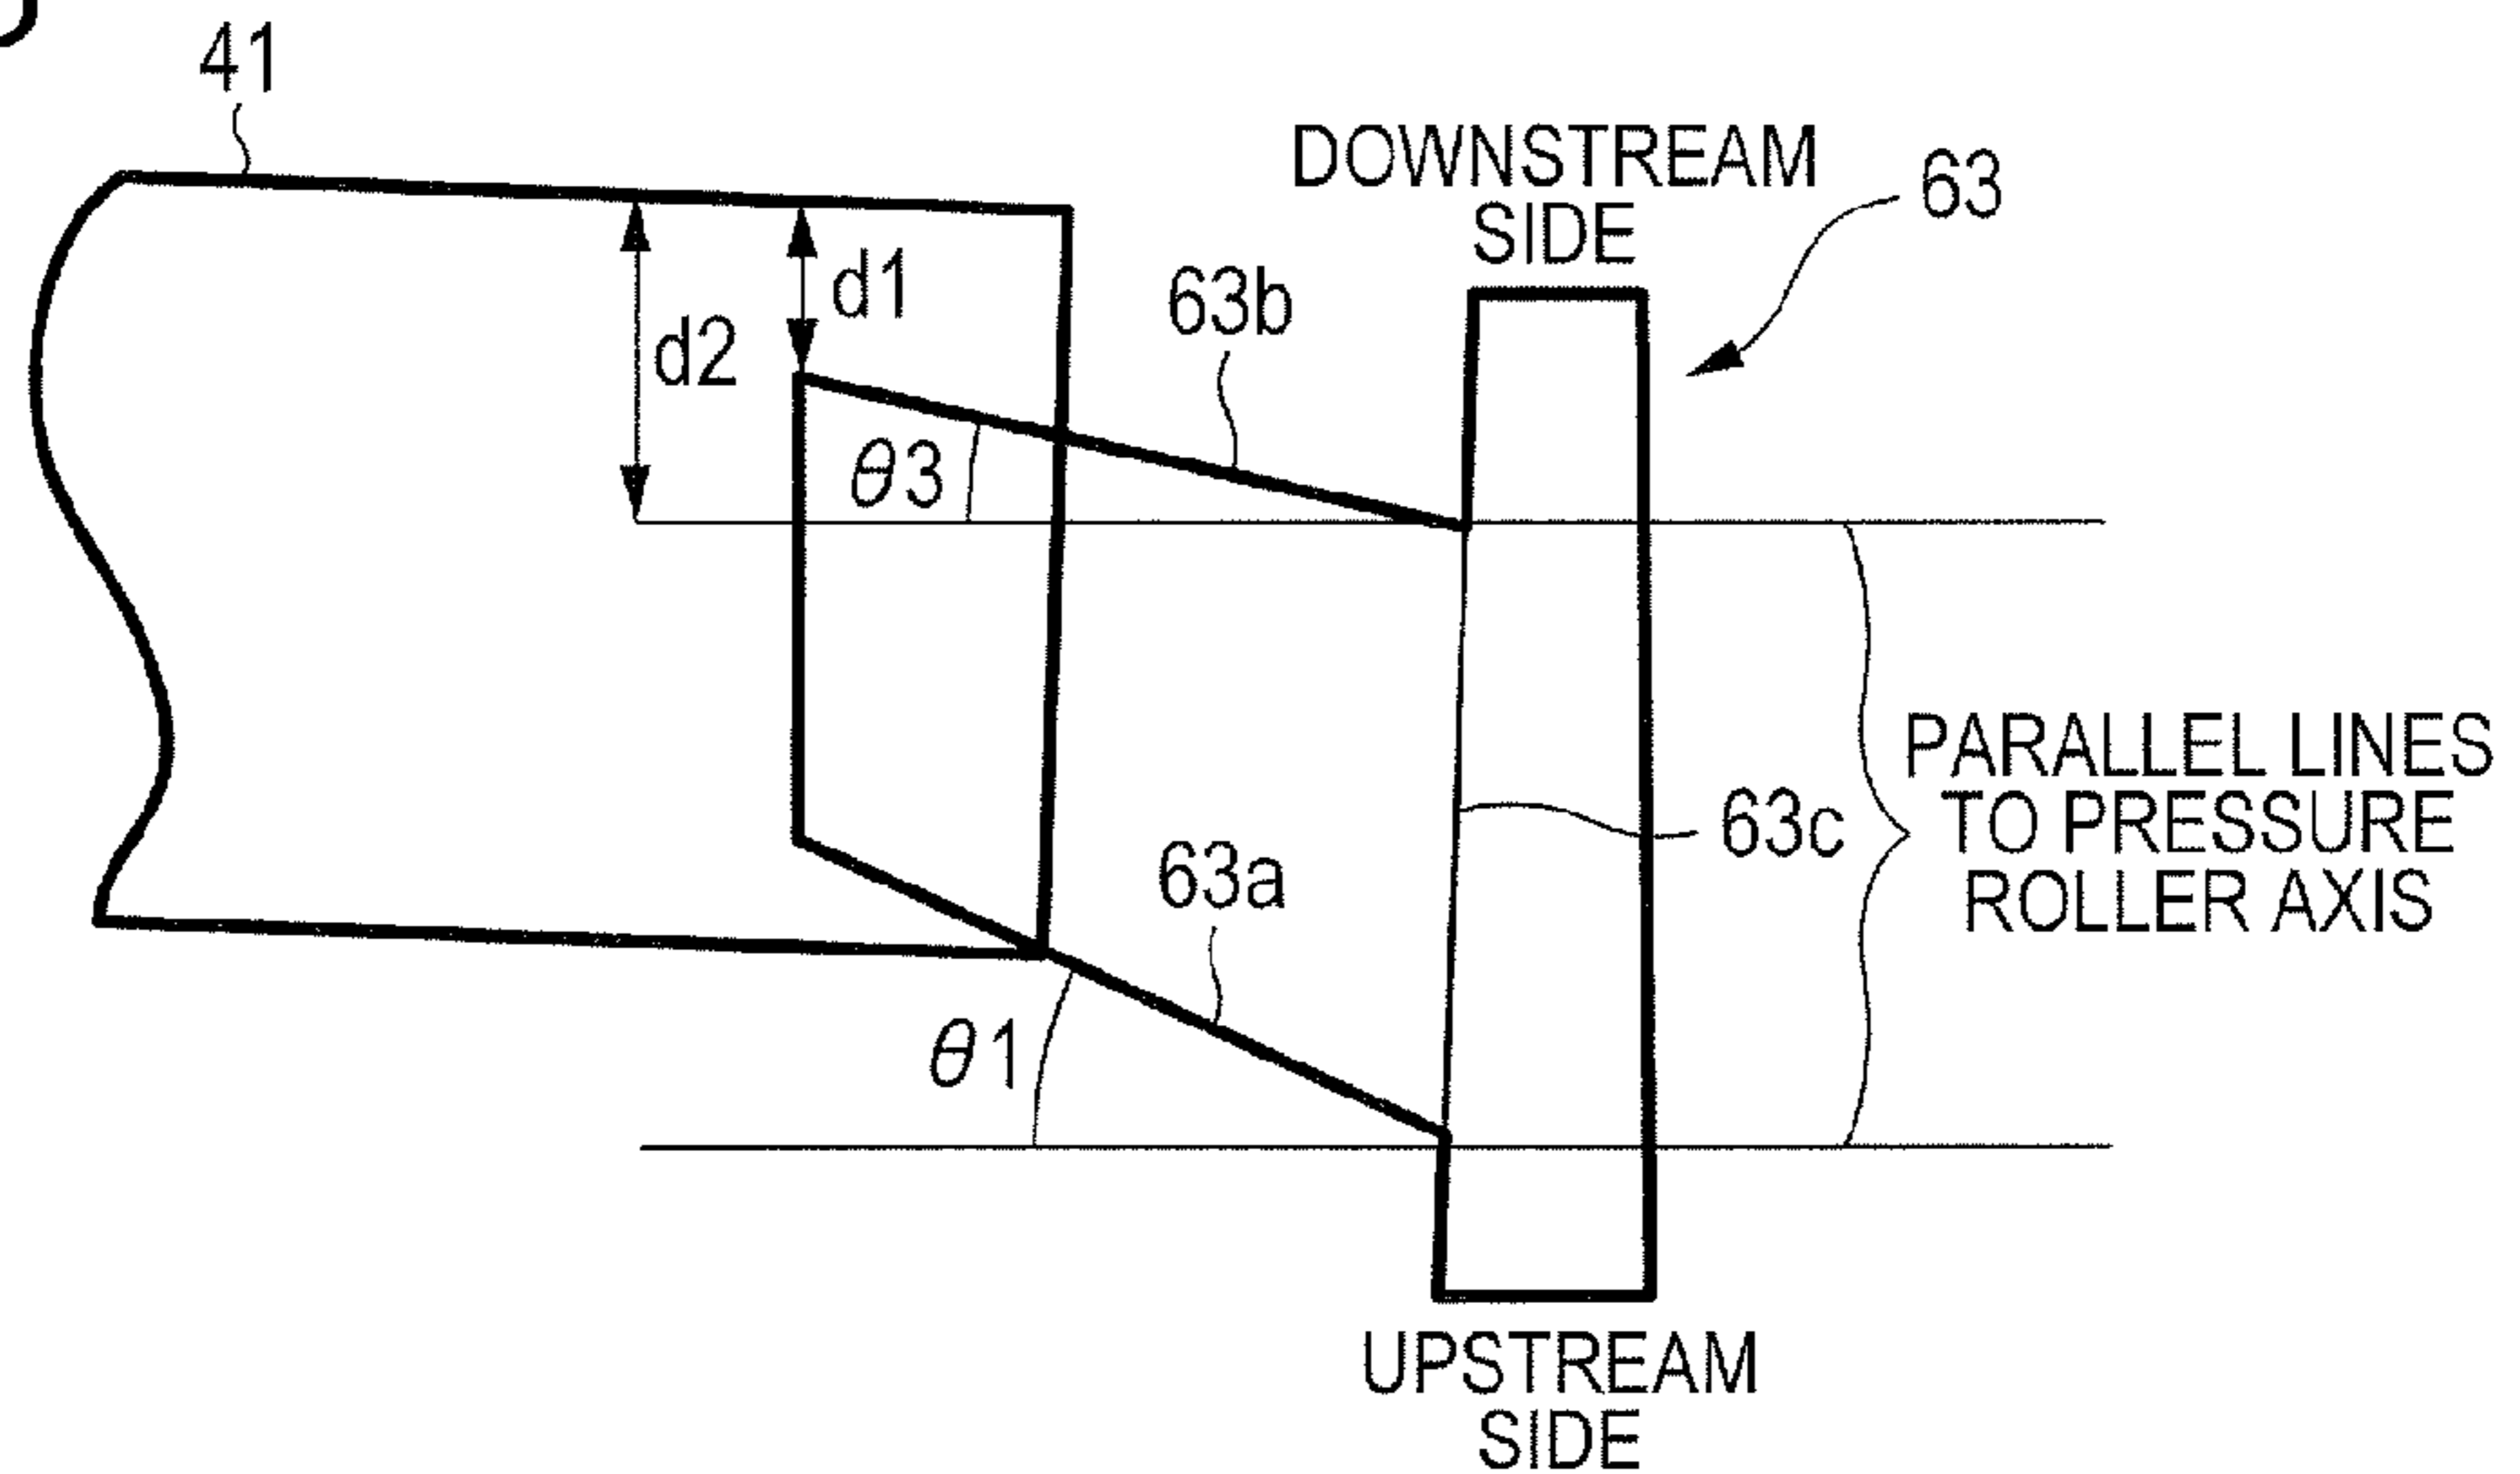 41
DOWNSTREAM
SIDE
63
d1
63b
d2
θ3
PARALLEL LINES
TO PRESSURE
ROLLER AXIS
63c
63a
θ1
UPSTREAM
SIDE